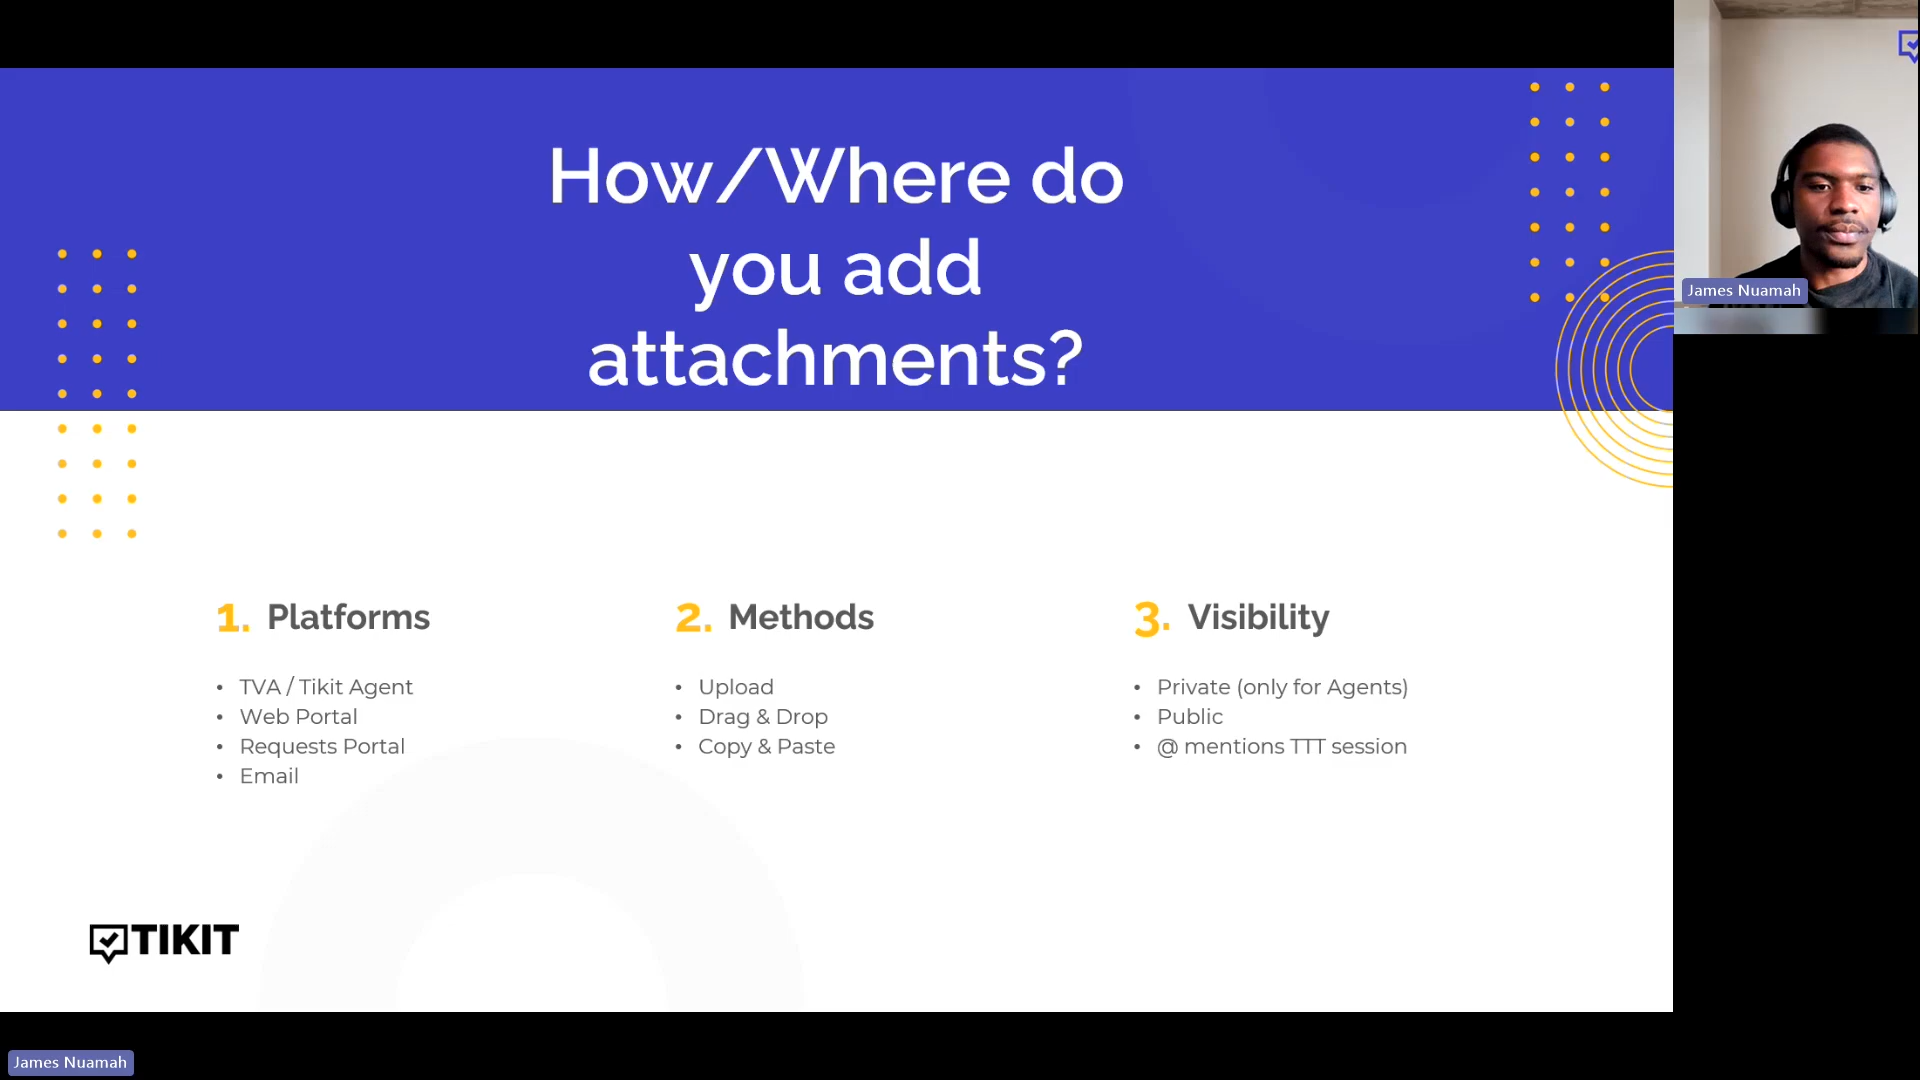 How/Where do
you add
attachments?
1. Platforms
• TVA / Tikit Agent
• Web Portal
• Requests Portal
• Email
2. Methods
• Upload
• Drag & Drop
• Copy & Paste
3. Visibility
• Private (only for Agents)
• Public
• @ mentions TTT session
TIKIT
James Nuamah
James Nuamah